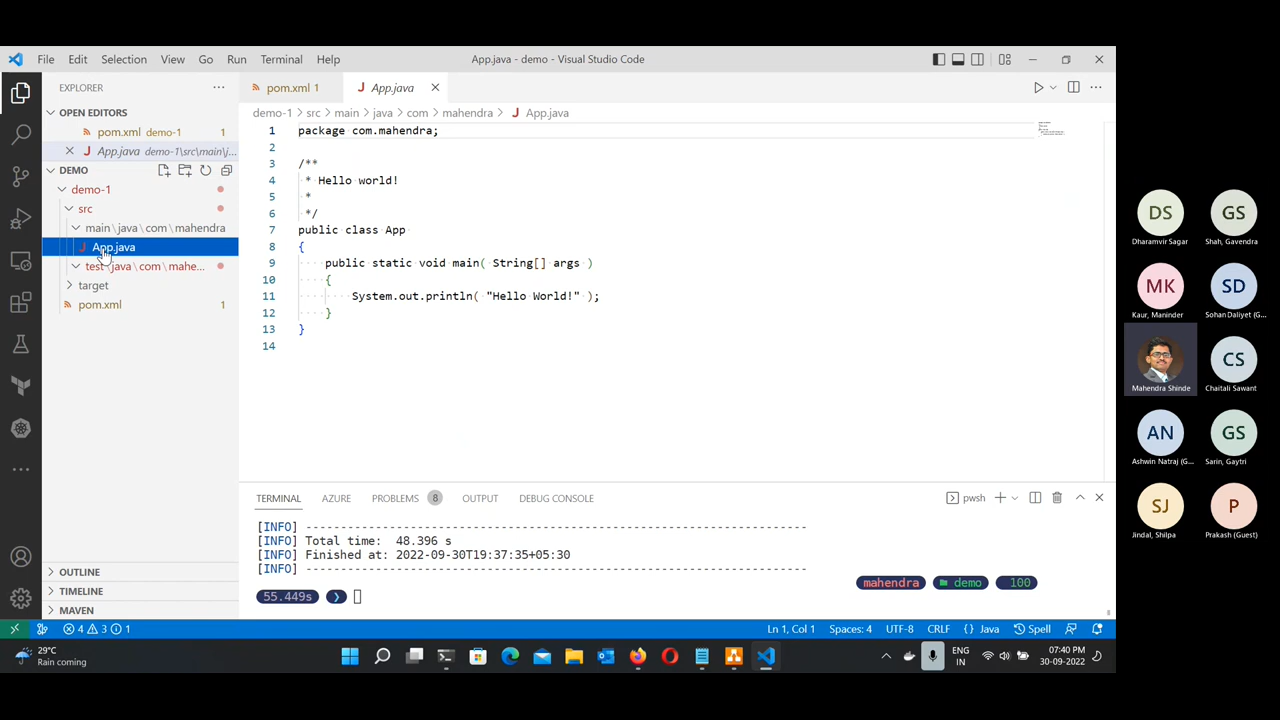 File Edit Selection View Go Run Terminal Help App.java - demo - Visual Studio Code
EXPLORER
OPEN EDITORS
pom.xml demo-1 1
App.java demo-1\src\main\j...
DEMO
demo-1
src
main\java\com\mahendra
App.java
test\java\com\mahe...
target
pom.xml 1
OUTLINE
TIMELINE
MAVEN
pom.xml 1 App.java
demo-1 > src > main > java > com > mahendra > App.java
1 package com.mahendra;
2
3 /**
4 * Hello world!
5 *
6 */
7 public class App
8 {
9 public static void main( String[] args )
10 {
11 System.out.println( "Hello World!" );
12 }
13 }
14
TERMINAL AZURE PROBLEMS 8 OUTPUT DEBUG CONSOLE pwsh
[INFO] ------------------------------------------------------------------------
[INFO] Total time: 48.396 s
[INFO] Finished at: 2022-09-30T19:37:35+05:30
[INFO] ------------------------------------------------------------------------
mahendra demo 100
55.449s
4 3 1 Ln 1, Col 1 Spaces: 4 UTF-8 CRLF {} Java Spell
29°C
Rain coming
ENG
IN
07:40 PM
30-09-2022
DS GS
Dharamvir Sagar Shah, Gavendra
MK SD
Kaur, Maninder Sohan Daliyet (G...
CS
Mahendra Shinde Chaitali Sawant
AN GS
Ashwin Natraj (G... Sarin, Gaytri
SJ P
Jindal, Shilpa Prakash (Guest)